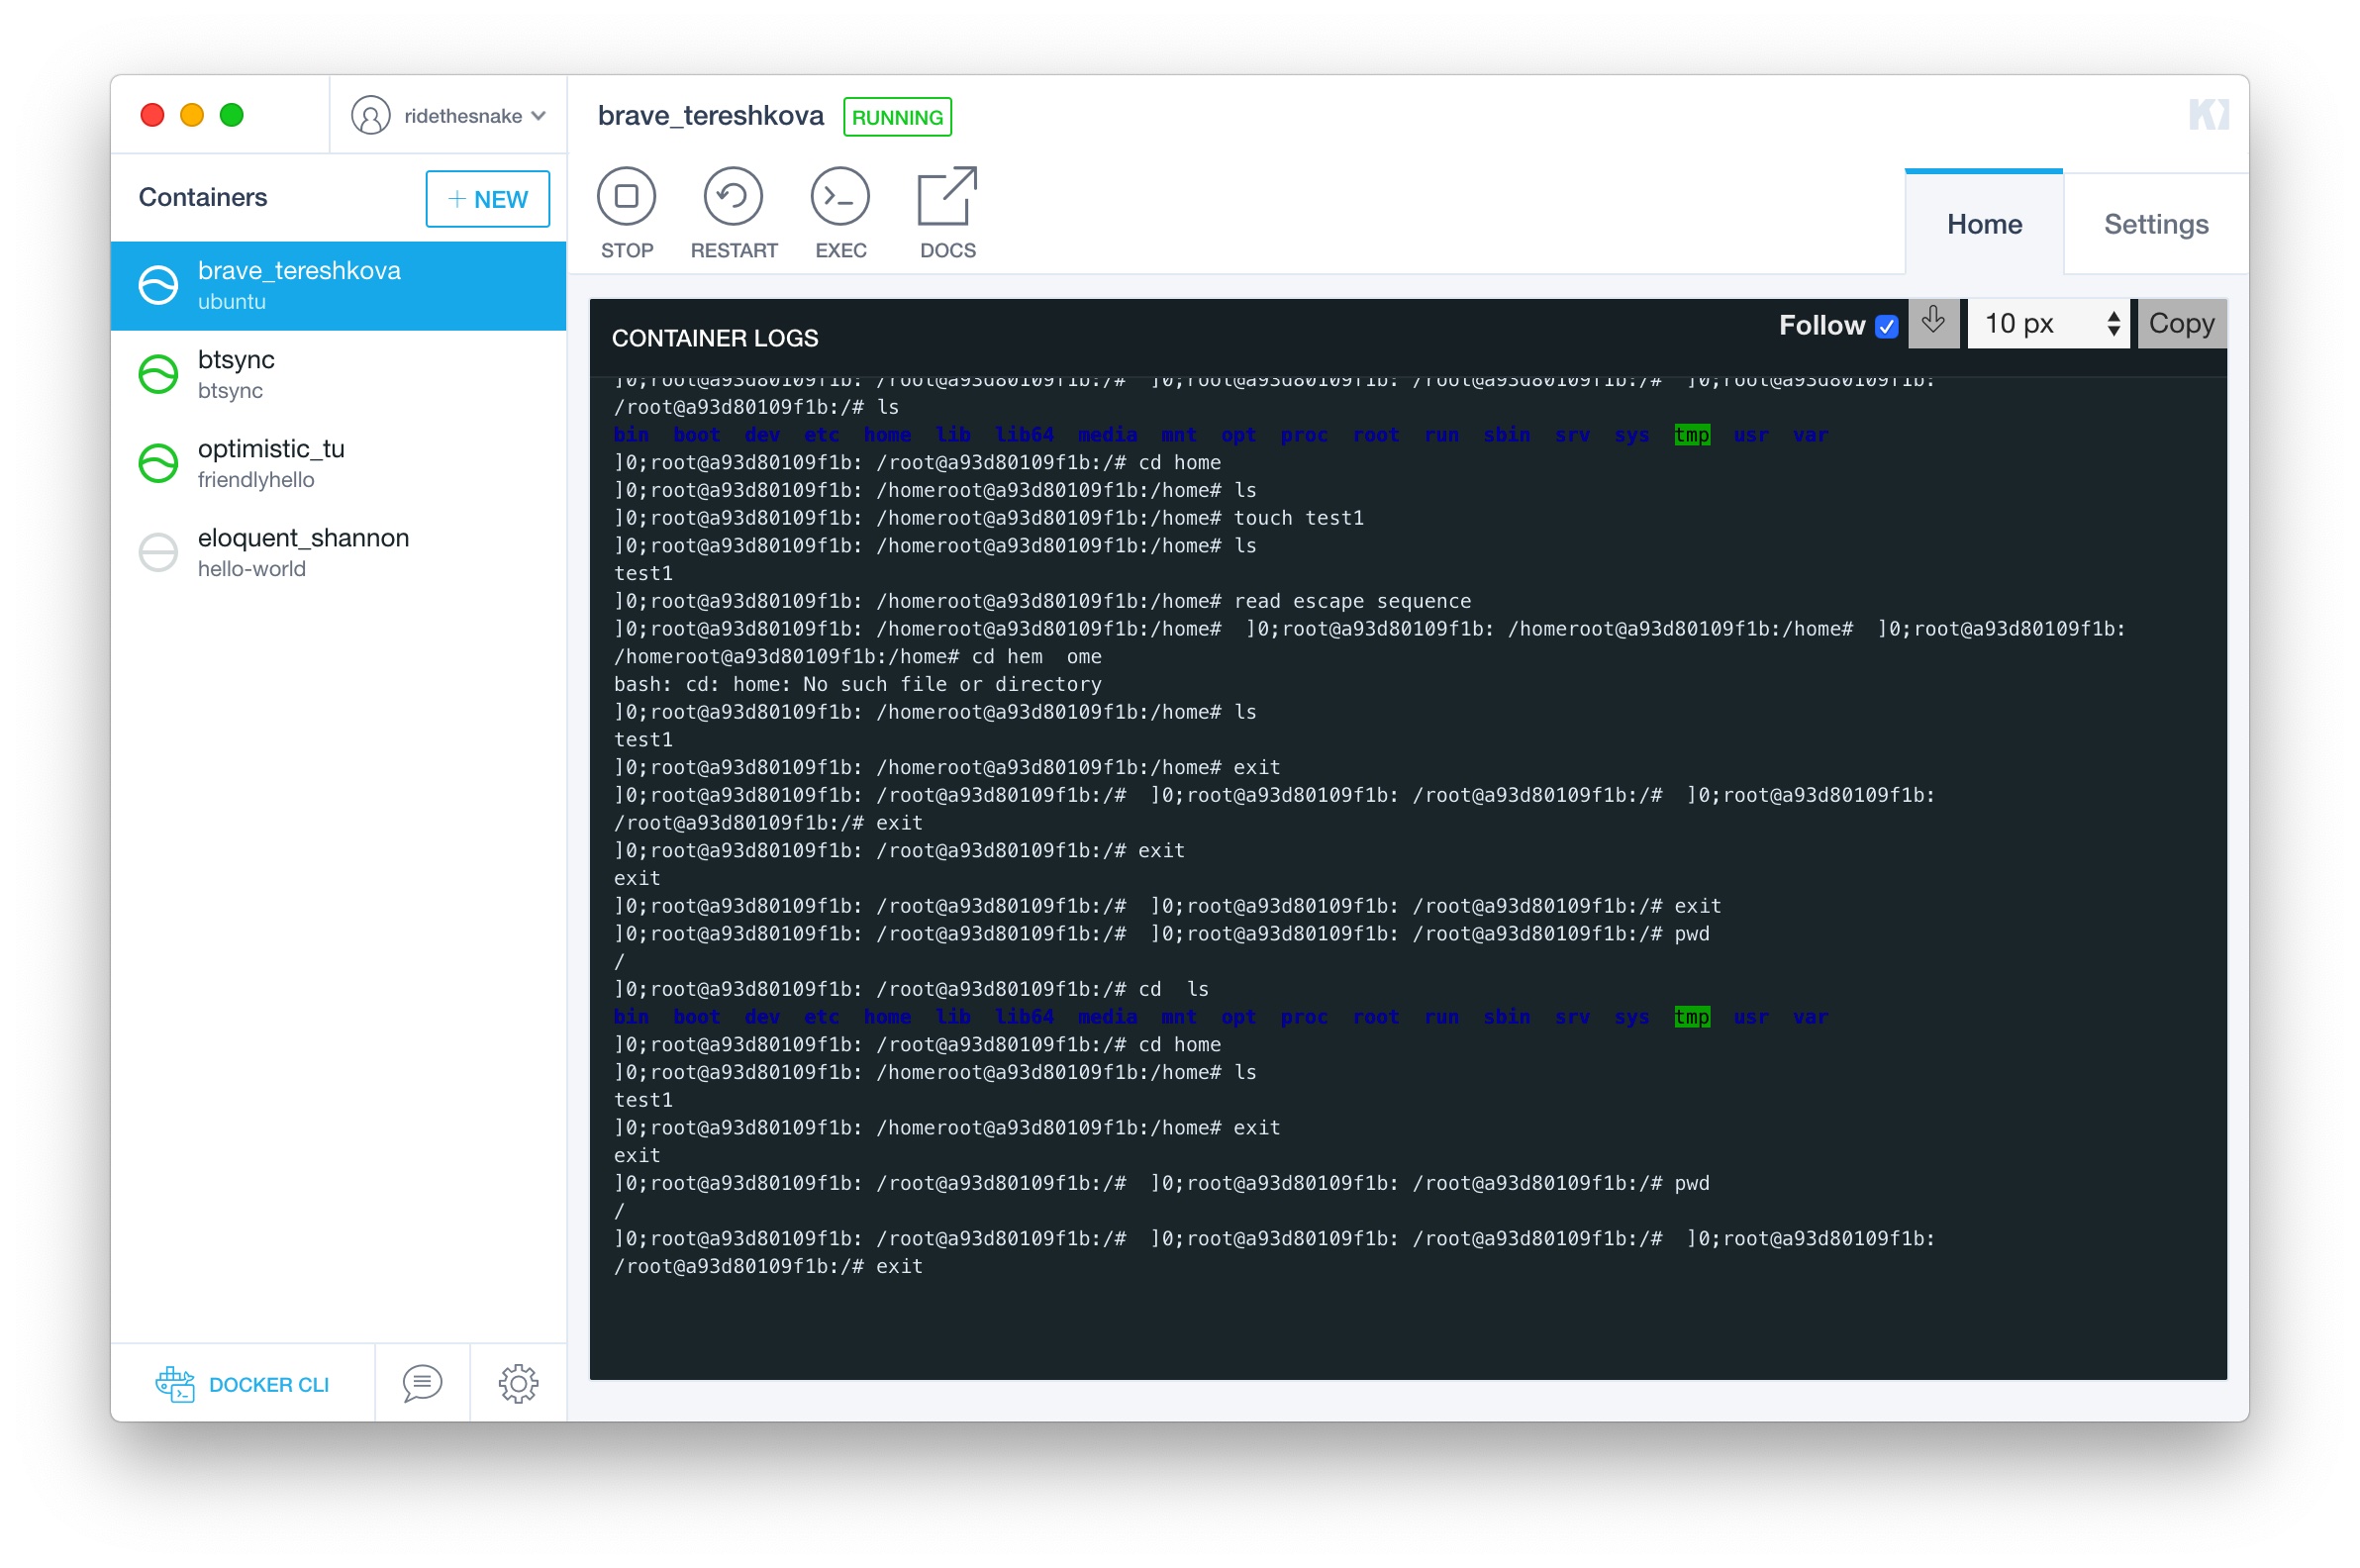 ridethesnake
Containers
+ NEW
brave_tereshkova
ubuntu
btsync
btsync
optimistic_tu
friendlyhello
eloquent_shannon
hello-world
DOCKER CLI
brave_tereshkova RUNNING
STOP RESTART EXEC DOCS
Home Settings
CONTAINER LOGS
Follow 10 px Copy
]0;root@a93d80109f1b: /root@a93d80109f1b:/#  ]0;root@a93d80109f1b: /root@a93d80109f1b:/#  ]0;root@a93d80109f1b:
/root@a93d80109f1b:/# ls
bin  boot  dev  etc  home  lib  lib64  media  mnt  opt  proc  root  run  sbin  srv  sys  tmp  usr  var
]0;root@a93d80109f1b: /root@a93d80109f1b:/# cd home
]0;root@a93d80109f1b: /homeroot@a93d80109f1b:/home# ls
]0;root@a93d80109f1b: /homeroot@a93d80109f1b:/home# touch test1
]0;root@a93d80109f1b: /homeroot@a93d80109f1b:/home# ls
test1
]0;root@a93d80109f1b: /homeroot@a93d80109f1b:/home# read escape sequence
]0;root@a93d80109f1b: /homeroot@a93d80109f1b:/home#  ]0;root@a93d80109f1b: /homeroot@a93d80109f1b:/home#  ]0;root@a93d80109f1b:
/homeroot@a93d80109f1b:/home# cd hem  ome
bash: cd: home: No such file or directory
]0;root@a93d80109f1b: /homeroot@a93d80109f1b:/home# ls
test1
]0;root@a93d80109f1b: /homeroot@a93d80109f1b:/home# exit
]0;root@a93d80109f1b: /root@a93d80109f1b:/#  ]0;root@a93d80109f1b: /root@a93d80109f1b:/#  ]0;root@a93d80109f1b:
/root@a93d80109f1b:/# exit
]0;root@a93d80109f1b: /root@a93d80109f1b:/# exit
exit
]0;root@a93d80109f1b: /root@a93d80109f1b:/#  ]0;root@a93d80109f1b: /root@a93d80109f1b:/# exit
]0;root@a93d80109f1b: /root@a93d80109f1b:/#  ]0;root@a93d80109f1b: /root@a93d80109f1b:/# pwd
/
]0;root@a93d80109f1b: /root@a93d80109f1b:/# cd  ls
bin  boot  dev  etc  home  lib  lib64  media  mnt  opt  proc  root  run  sbin  srv  sys  tmp  usr  var
]0;root@a93d80109f1b: /root@a93d80109f1b:/# cd home
]0;root@a93d80109f1b: /homeroot@a93d80109f1b:/home# ls
test1
]0;root@a93d80109f1b: /homeroot@a93d80109f1b:/home# exit
exit
]0;root@a93d80109f1b: /root@a93d80109f1b:/#  ]0;root@a93d80109f1b: /root@a93d80109f1b:/# pwd
/
]0;root@a93d80109f1b: /root@a93d80109f1b:/#  ]0;root@a93d80109f1b: /root@a93d80109f1b:/#  ]0;root@a93d80109f1b:
/root@a93d80109f1b:/# exit